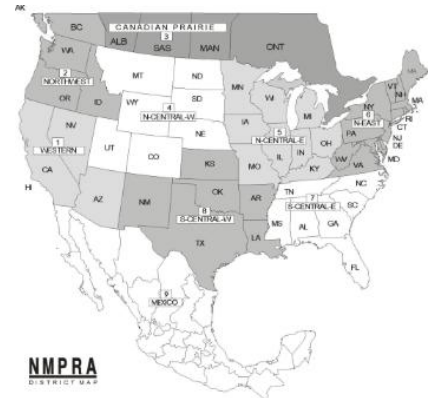 AK
BC
CANADIAN PRAIRIE
3
ALB
SAS
MAN
ONT
WA
2
NORTHWEST
OR
ID
MT
ND
SD
WY
4
N-CENTRAL-W
NE
MN
WI
MI
IA
5
N-CENTRAL-E
IL
IN
OH
MO
KY
VT
NH
NY
MA
6
N-EAST
RI
CT
PA
NJ
DE
WV
VA
MD
NV
1
WESTERN
UT
CO
CA
HI
AZ
NM
KS
OK
AR
8
S-CENTRAL-W
TX
LA
TN
NC
7
S-CENTRAL-E
SC
MS
AL
GA
FL
9
MEXICO
NMPRA
DISTRICT MAP